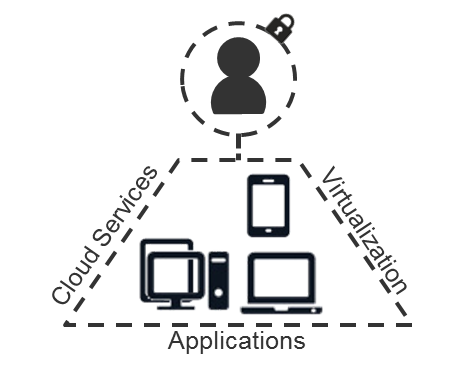 Cloud Services
Virtualization
Applications